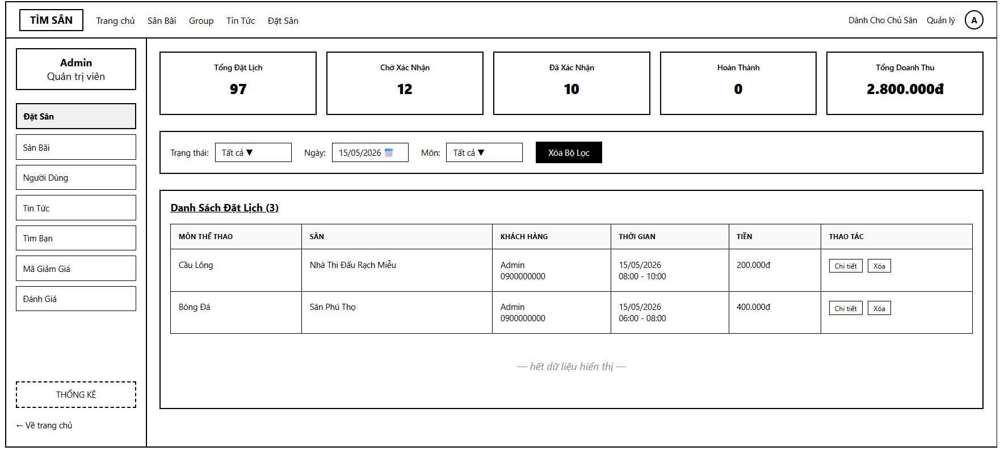 TÌM SÂN Trang chủ Sân Bãi Group Tin Tức Đặt Sân Dành Cho Chủ Sân Quản lý A
Admin
Quản trị viên
Đặt Sân
Sân Bãi
Người Dùng
Tin Tức
Tìm Bạn
Mã Giảm Giá
Đánh Giá
THỐNG KÊ
← Về trang chủ
Tổng Đặt Lịch
97
Chờ Xác Nhận
12
Đã Xác Nhận
10
Hoàn Thành
0
Tổng Doanh Thu
2.800.000đ
Trạng thái: Tất cả ▼ Ngày: 15/05/2026 Môn: Tất cả ▼ Xóa Bộ Lọc
Danh Sách Đặt Lịch (3)
MÔN THỂ THAO SÂN KHÁCH HÀNG THỜI GIAN TIỀN THAO TÁC
Cầu Lông Nhà Thi Đấu Rạch Miễu Admin 15/05/2026 200.000đ Chi tiết Xóa
0900000000 08:00 - 10:00
Bóng Đá Sân Phú Thọ Admin 15/05/2026 400.000đ Chi tiết Xóa
0900000000 06:00 - 08:00
— hết dữ liệu hiển thị —